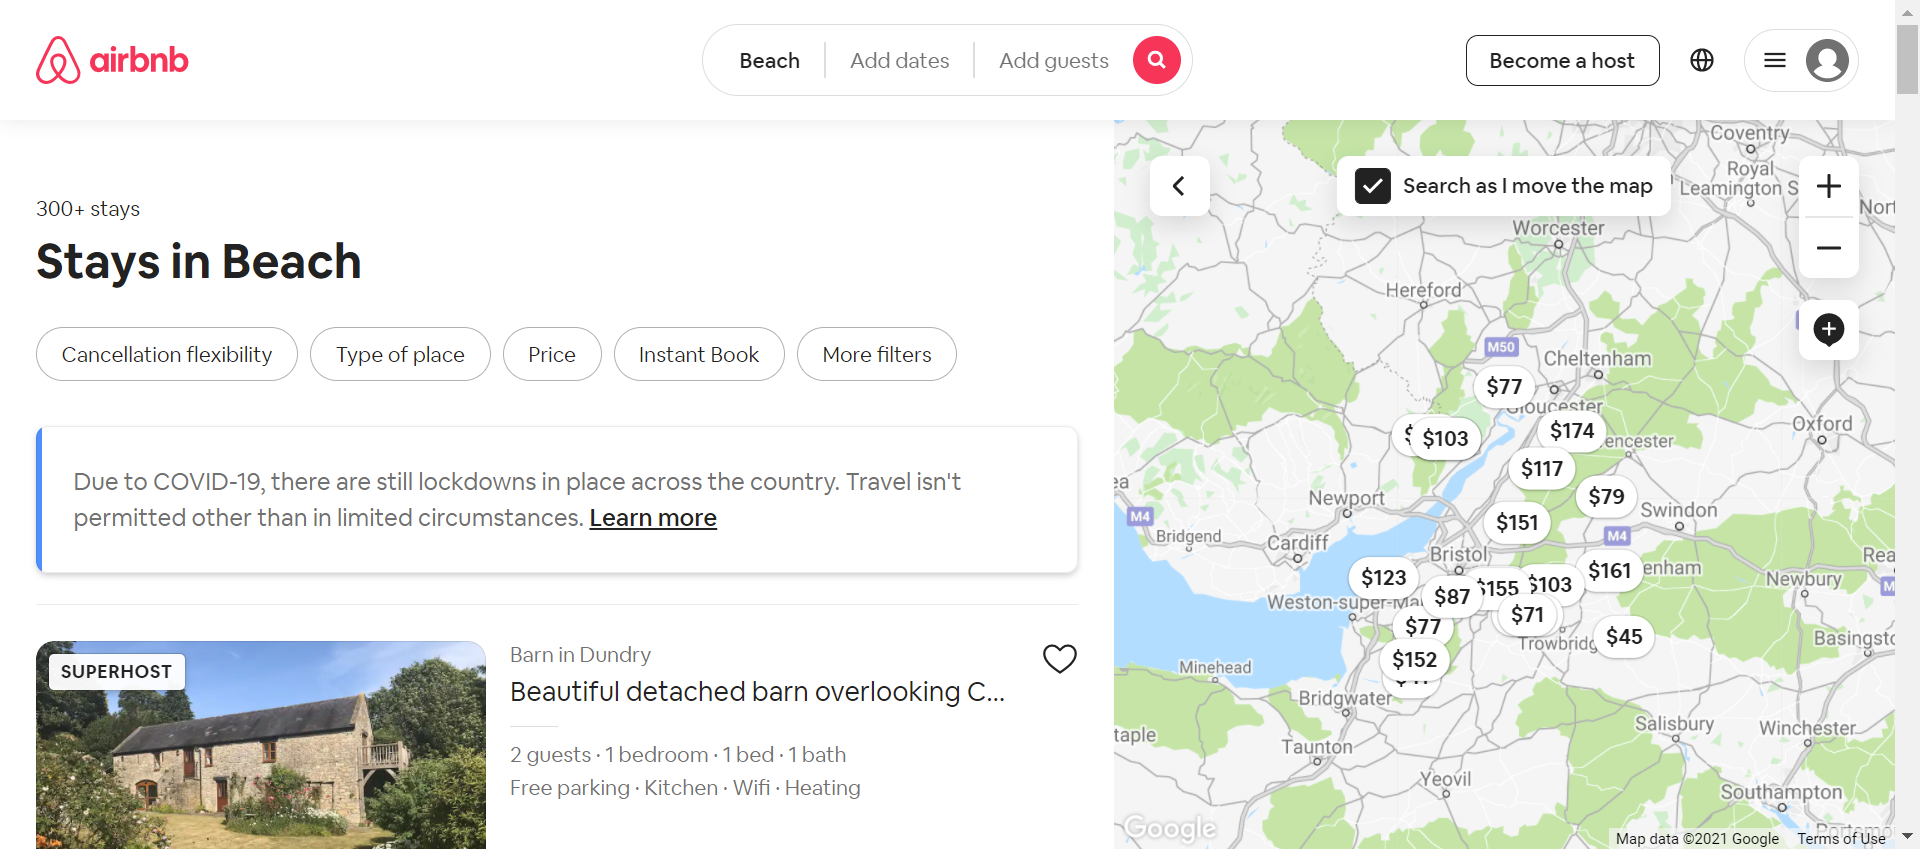 airbnb
Beach
Add dates
Add guests
Become a host
300+ stays
Stays in Beach
Cancellation flexibility
Type of place
Price
Instant Book
More filters
Due to COVID-19, there are still lockdowns in place across the country. Travel isn't
permitted other than in limited circumstances. Learn more
SUPERHOST
Barn in Dundry
Beautiful detached barn overlooking C...
2 guests · 1 bedroom · 1 bed · 1 bath
Free parking · Kitchen · Wifi · Heating
Search as I move the map
Coventry
Royal
Leamington S
Nort
Worcester
Hereford
M50
Cheltenham
$77
Gloucester
$103
$174
encester
Oxford
$117
$79
Newport
Swindon
M4
$151
M4
Bridgend
Cardiff
Bristol
Rea
$123
$155
$103
$161
enham
Newbury
Weston-super-Ma
$87
$71
$77
$45
Trowbridg
Basingsto
$152
Minehead
Bridgwater
Salisbury
Winchester
taple
Taunton
Yeovil
Southampton
Google
Map data ©2021 Google
Terms of Use